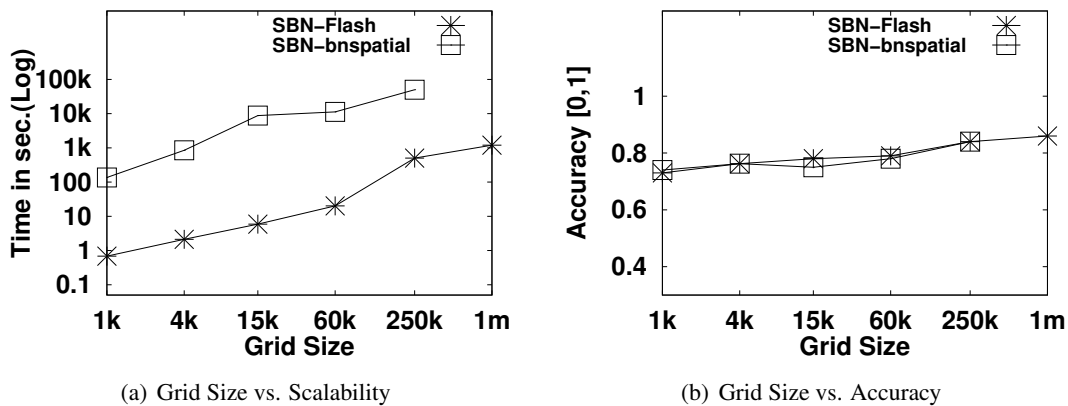 SBN-Flash
SBN-bnspatial
Time in sec.(Log)
100k
10k
1k
100
10
1
0.1
1k 4k 15k 60k 250k 1m
Grid Size
(a) Grid Size vs. Scalability
SBN-Flash
SBN-bnspatial
Accuracy [0,1]
1
0.8
0.6
0.4
1k 4k 15k 60k 250k 1m
Grid Size
(b) Grid Size vs. Accuracy